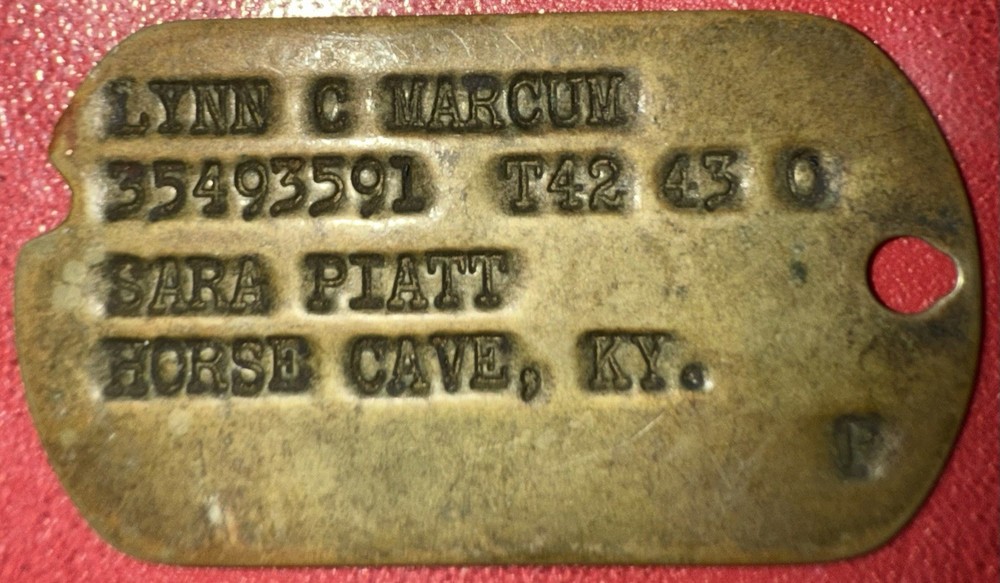 LYNN C MARCUM
35493591 T42 43 O
SARA PIATT
HORSE CAVE, KY.
P